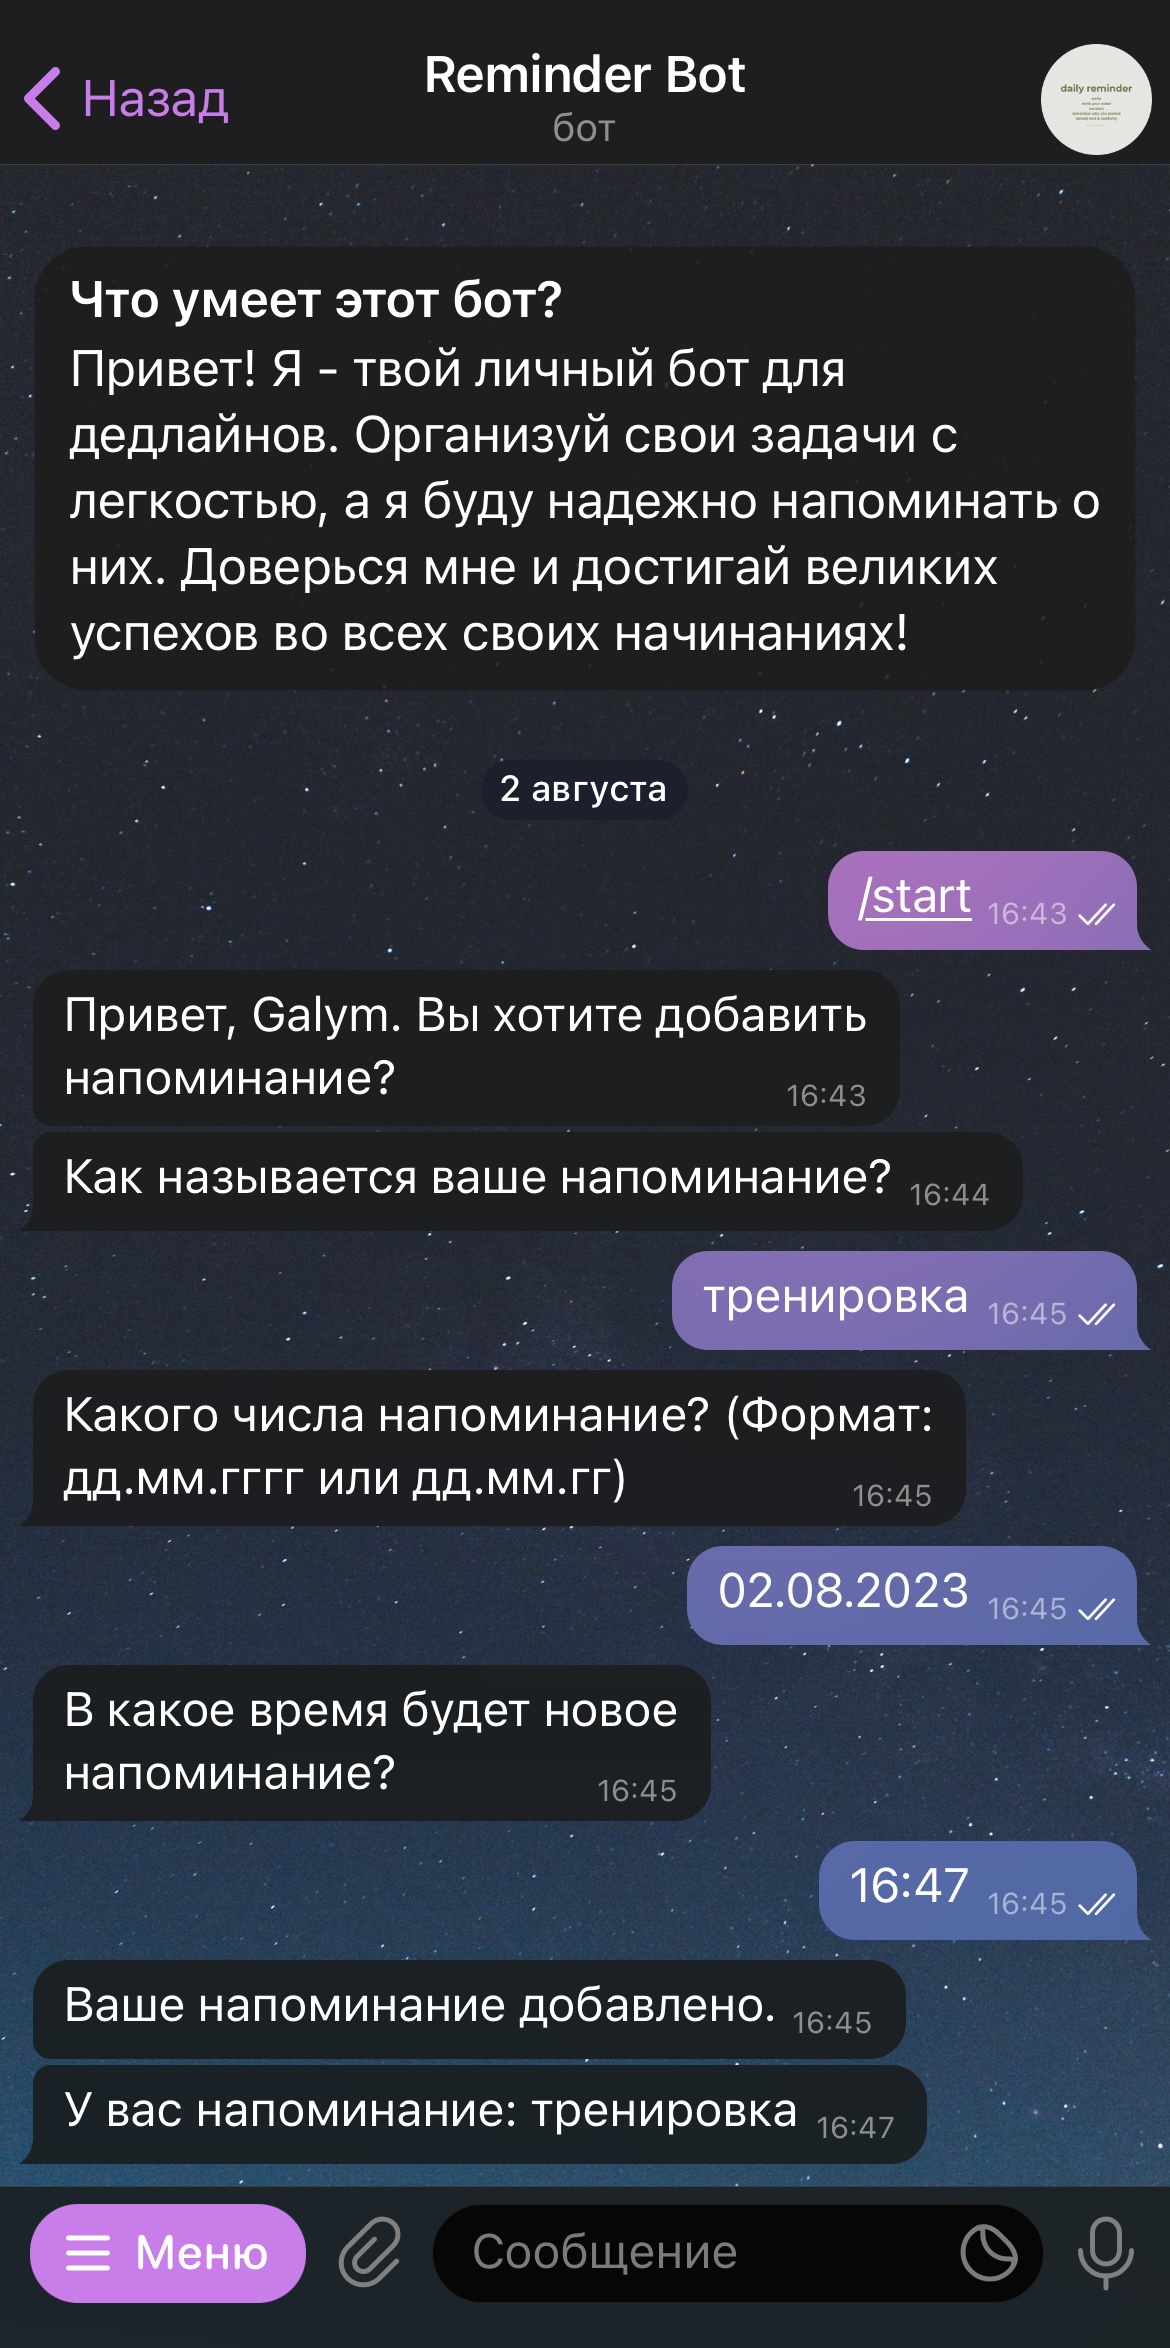 Назад
Reminder Bot
бот
daily reminder
Что умеет этот бот?
Привет! Я - твой личный бот для
дедлайнов. Организуй свои задачи с
легкостью, а я буду надежно напоминать о
них. Доверься мне и достигай великих
успехов во всех своих начинаниях!
2 августа
/start 16:43
Привет, Galym. Вы хотите добавить
напоминание? 16:43
Как называется ваше напоминание? 16:44
тренировка 16:45
Какого числа напоминание? (Формат:
дд.мм.гггг или дд.мм.гг) 16:45
02.08.2023 16:45
В какое время будет новое
напоминание? 16:45
16:47 16:45
Ваше напоминание добавлено. 16:45
У вас напоминание: тренировка 16:47
Меню
Сообщение